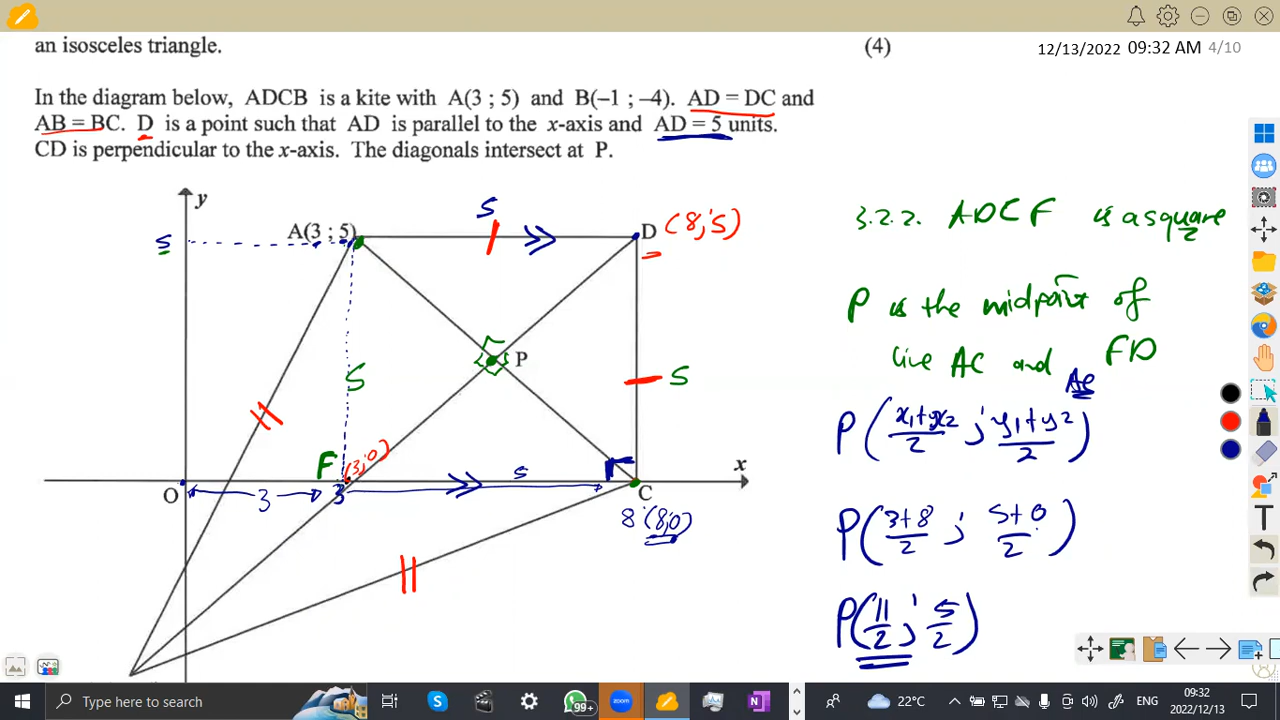 an isosceles triangle.
(4)
12/13/2022 09:32 AM 4/10
In the diagram below, ADCB is a kite with A(3 ; 5) and B(−1 ; −4). AD = DC and
AB = BC. D is a point such that AD is parallel to the x-axis and AD = 5 units.
CD is perpendicular to the x-axis. The diagonals intersect at P.
y
5
A(3 ; 5)
5
D (8;5)
P
5
5
F (3;0)
x
O
3
3
5
C
8 (8;0)
3.2.2. ADCF is a square
P is the midpoint of
line AC and FD
AC
P(x1+x2/2 ; y1+y2/2)
P(3+8/2 ; 5+0/2)
P(11/2 ; 5/2)
T
Type here to search
zoom
99+
22°C
ENG
09:32
2022/12/13